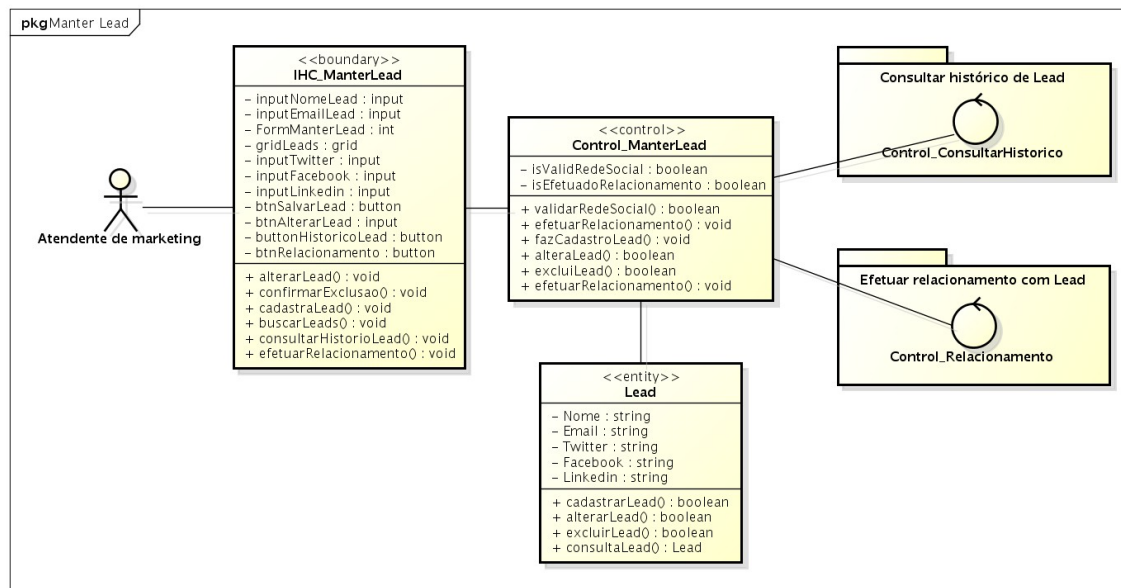 pkg Manter Lead
Atendente de marketing
<<boundary>>
IHC_ManterLead
− inputNomeLead : input
− inputEmailLead : input
− FormManterLead : int
− gridLeads : grid
− inputTwitter : input
− inputFacebook : input
− inputLinkedin : input
− btnSalvarLead : button
− btnAlterarLead : input
− buttonHistoricoLead : button
− btnRelacionamento : button
+ alterarLead() : void
+ confirmarExclusao() : void
+ cadastraLead() : void
+ buscarLeads() : void
+ consultarHistorioLead() : void
+ efetuarRelacionamento() : void
<<control>>
Control_ManterLead
− isValidRedeSocial : boolean
− isEfetuadoRelacionamento : boolean
+ validarRedeSocial() : boolean
+ efetuarRelacionamento() : void
+ fazCadastroLead() : void
+ alteraLead() : boolean
+ excluiLead() : boolean
+ efetuarRelacionamento() : void
<<entity>>
Lead
− Nome : string
− Email : string
− Twitter : string
− Facebook : string
− Linkedin : string
+ cadastrarLead() : boolean
+ alterarLead() : boolean
+ excluirLead() : boolean
+ consultaLead() : Lead
Consultar histórico de Lead
Control_ConsultarHistorico
Efetuar relacionamento com Lead
Control_Relacionamento